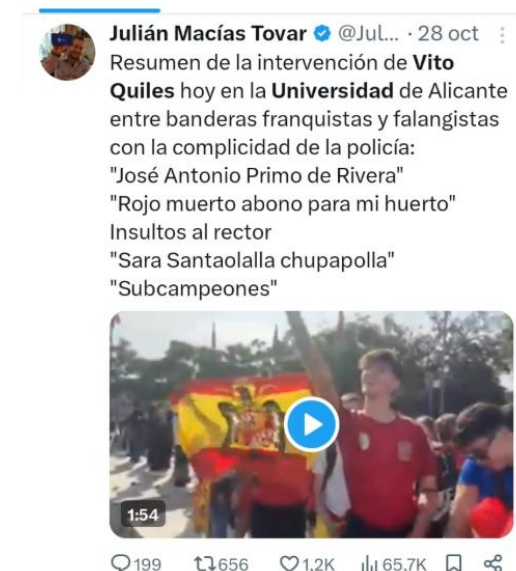 Julián Macías Tovar @Jul... · 28 oct
Resumen de la intervención de Vito
Quiles hoy en la Universidad de Alicante
entre banderas franquistas y falangistas
con la complicidad de la policía:
"José Antonio Primo de Rivera"
"Rojo muerto abono para mi huerto"
Insultos al rector
"Sara Santaolalla chupapolla"
"Subcampeones"
1:54
199 656 1,2K 65,7K